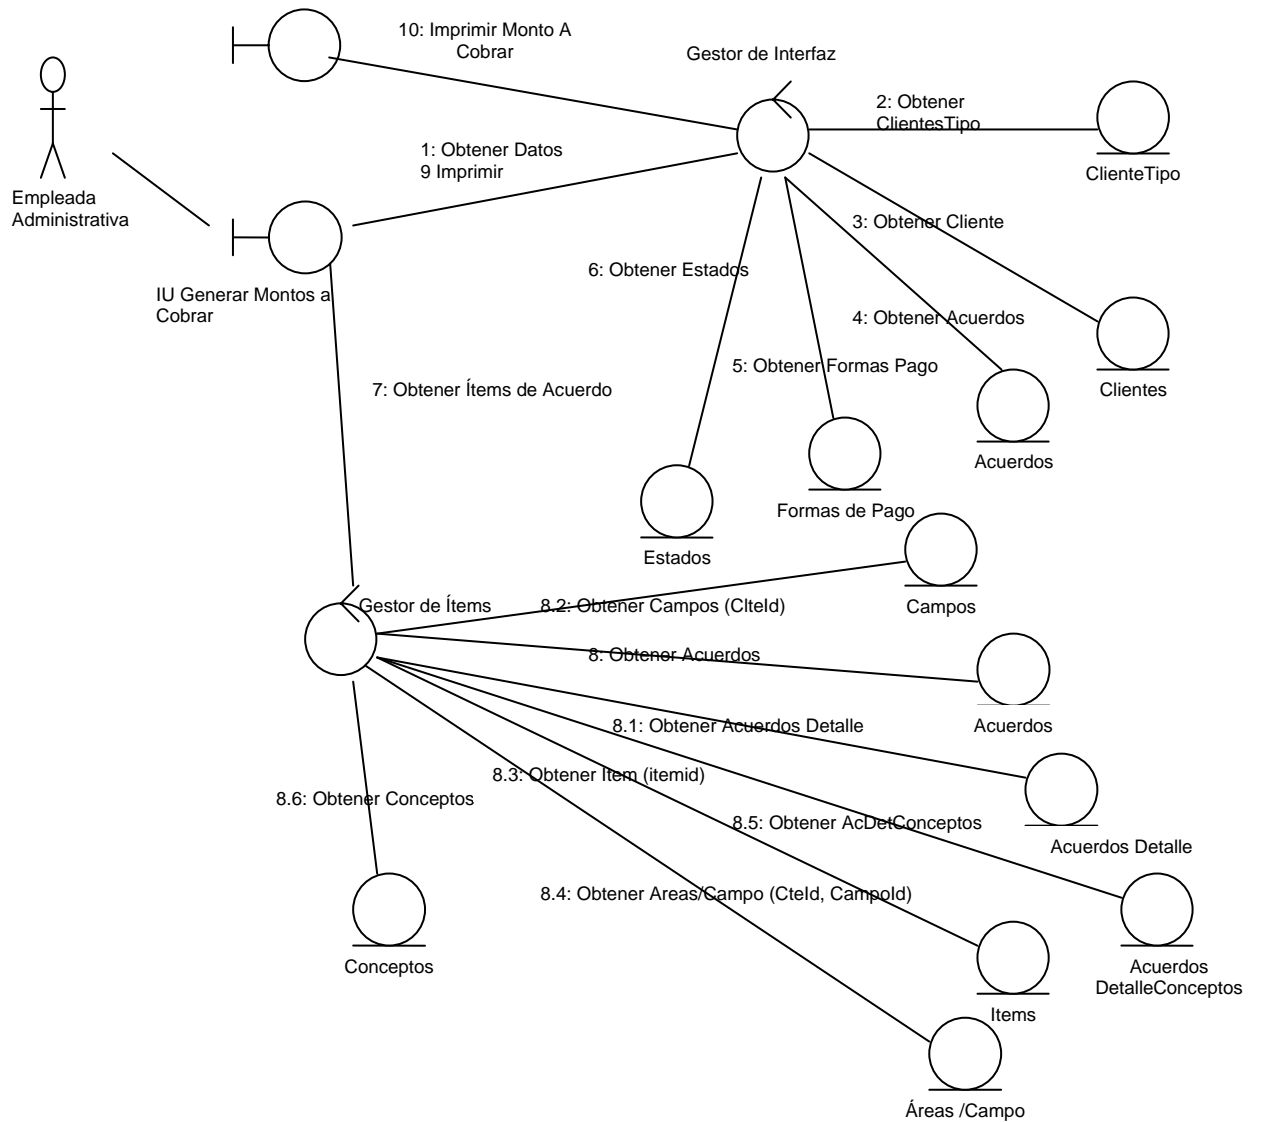 10: Imprimir Monto A
Cobrar
Gestor de Interfaz
2: Obtener
ClientesTipo
1: Obtener Datos
9 Imprimir
ClienteTipo
Empleada
Administrativa
3: Obtener Cliente
6: Obtener Estados
IU Generar Montos a
Cobrar
4: Obtener Acuerdos
5: Obtener Formas Pago
7: Obtener Ítems de Acuerdo
Clientes
Acuerdos
Formas de Pago
Estados
Gestor de Ítems
8.2: Obtener Campos (ClteId)
Campos
8: Obtener Acuerdos
8.1: Obtener Acuerdos Detalle
Acuerdos
8.3: Obtener Item (itemid)
8.6: Obtener Conceptos
8.5: Obtener AcDetConceptos
Acuerdos Detalle
8.4: Obtener Areas/Campo (CteId, CampoId)
Conceptos
Acuerdos
DetalleConceptos
Items
Áreas /Campo